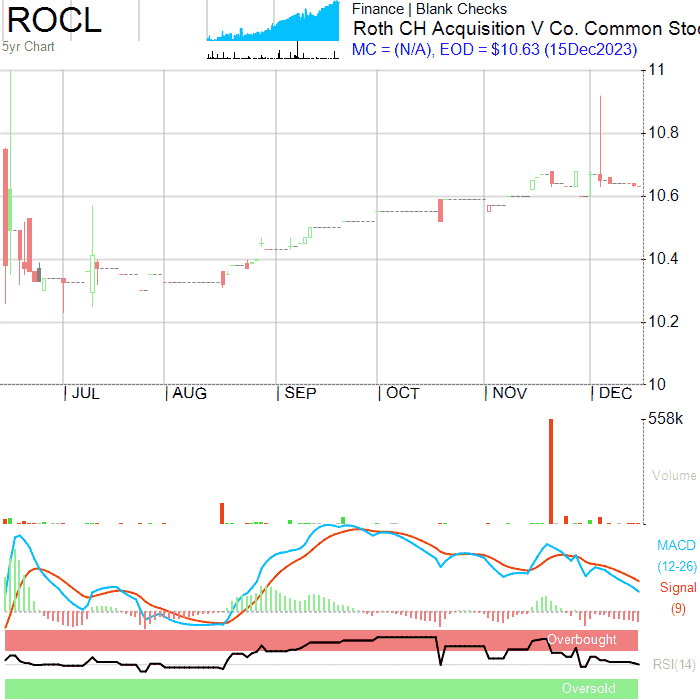 ROCL
5yr Chart
Finance | Blank Checks
Roth CH Acquisition V Co. Common Stoc
MC = (N/A), EOD = $10.63 (15Dec2023)
11
10.8
10.6
10.4
10.2
10
JUL AUG SEP OCT NOV DEC
558k
Volume
MACD
(12-26)
Signal
(9)
Overbought
RSI(14)
Oversold